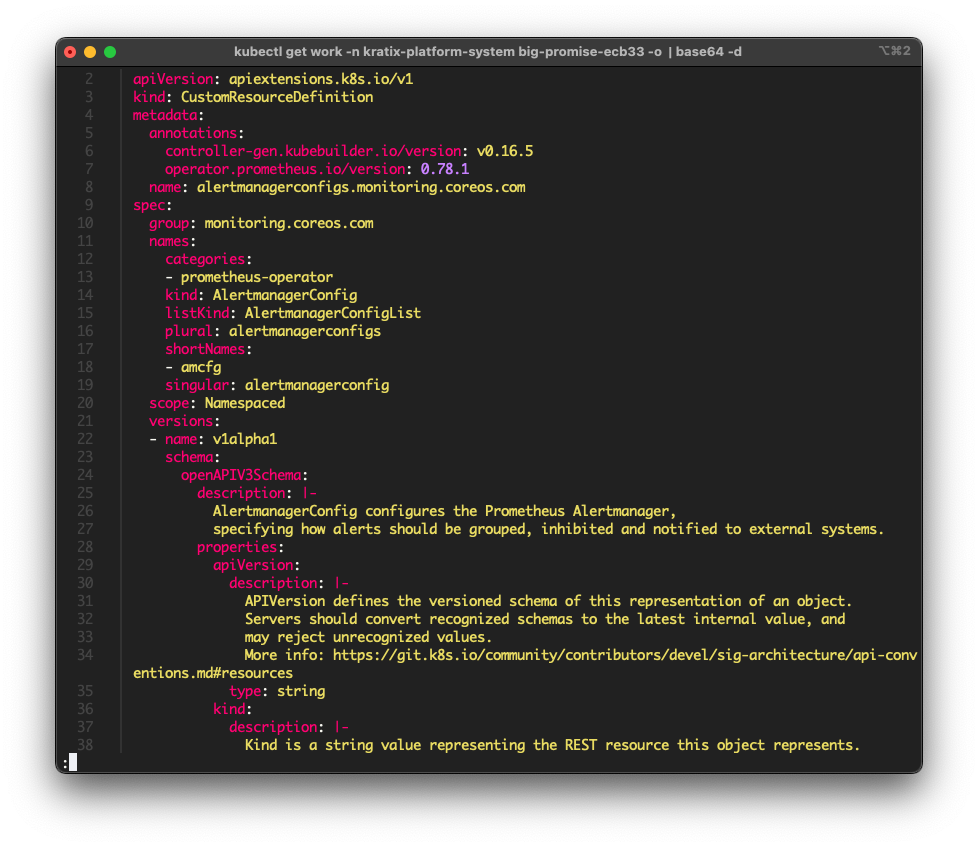 kubectl get work -n kratix-platform-system big-promise-ecb33 -o | base64 -d
⌥⌘2
2 apiVersion: apiextensions.k8s.io/v1
3 kind: CustomResourceDefinition
4 metadata:
5   annotations:
6     controller-gen.kubebuilder.io/version: v0.16.5
7     operator.prometheus.io/version: 0.78.1
8   name: alertmanagerconfigs.monitoring.coreos.com
9 spec:
10   group: monitoring.coreos.com
11   names:
12     categories:
13     - prometheus-operator
14     kind: AlertmanagerConfig
15     listKind: AlertmanagerConfigList
16     plural: alertmanagerconfigs
17     shortNames:
18     - amcfg
19     singular: alertmanagerconfig
20   scope: Namespaced
21   versions:
22   - name: v1alpha1
23     schema:
24       openAPIV3Schema:
25         description: |-
26           AlertmanagerConfig configures the Prometheus Alertmanager,
27           specifying how alerts should be grouped, inhibited and notified to external systems.
28         properties:
29           apiVersion:
30             description: |-
31               APIVersion defines the versioned schema of this representation of an object.
32               Servers should convert recognized schemas to the latest internal value, and
33               may reject unrecognized values.
34               More info: https://git.k8s.io/community/contributors/devel/sig-architecture/api-conv
entions.md#resources
35             type: string
36           kind:
37             description: |-
38               Kind is a string value representing the REST resource this object represents.
: